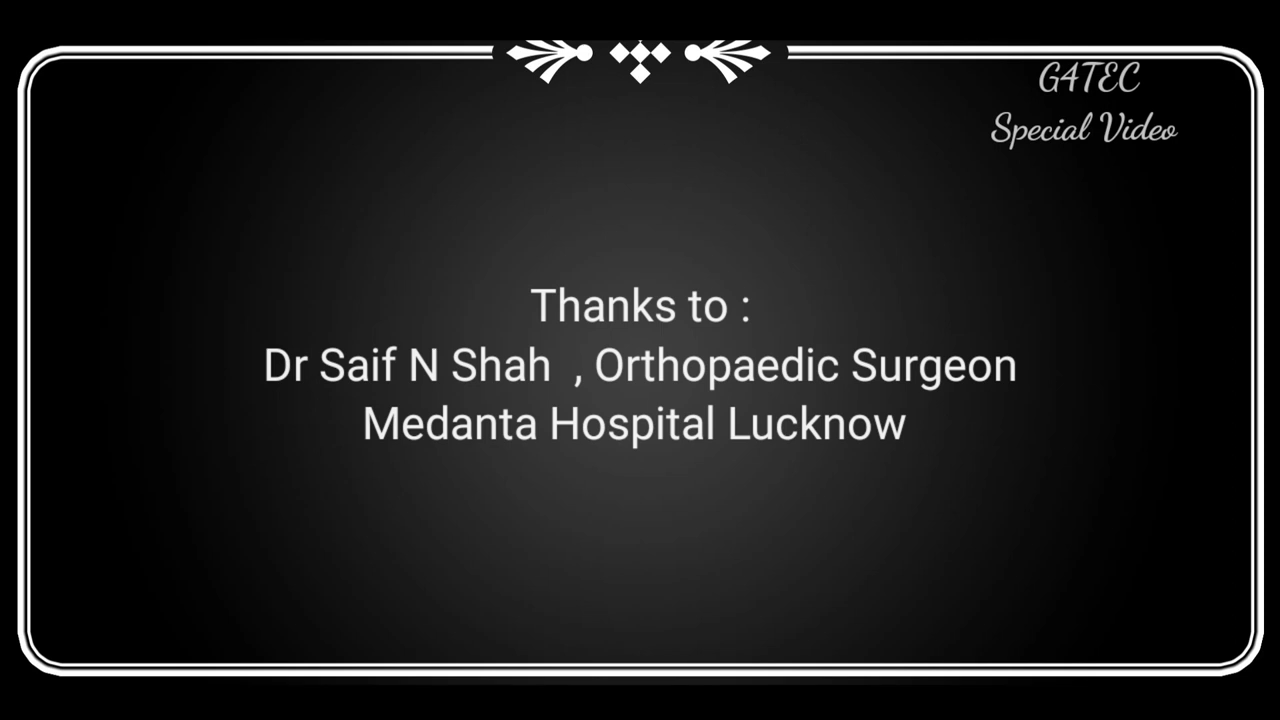 G4TEC
Special Video
Thanks to :
Dr Saif N Shah , Orthopaedic Surgeon
Medanta Hospital Lucknow